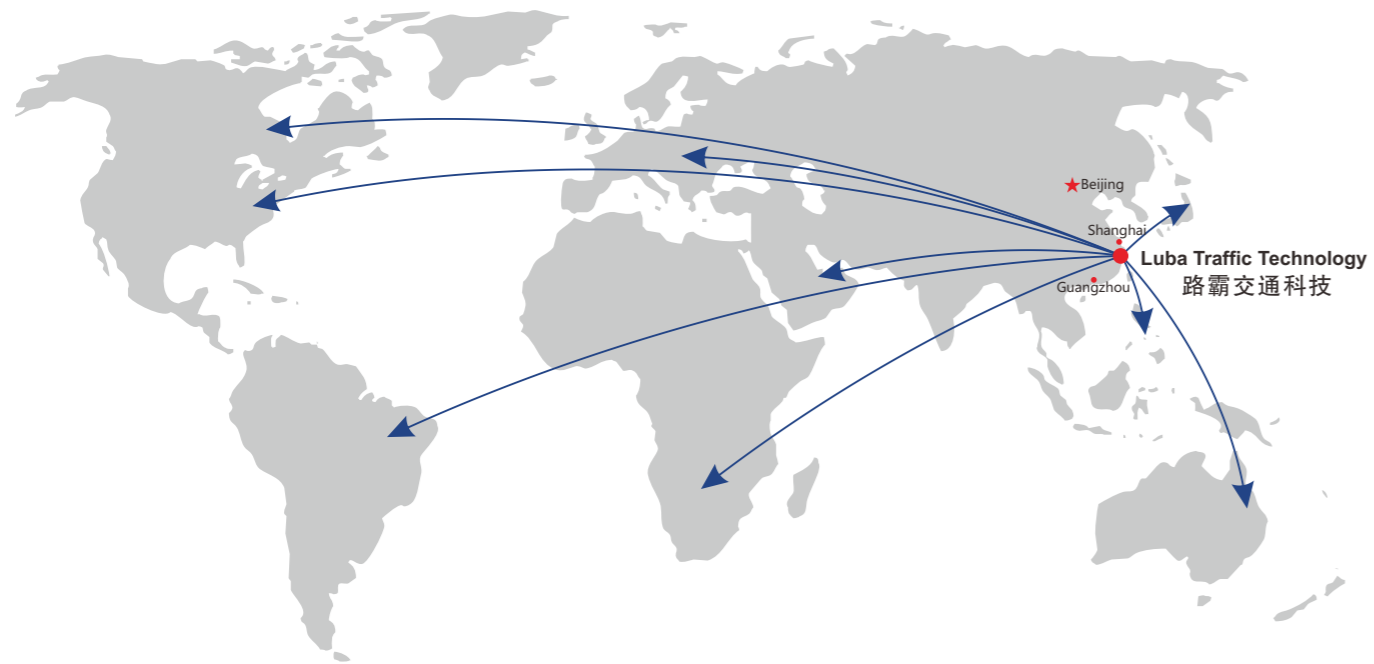 Beijing
Shanghai
Luba Traffic Technology
路霸交通科技
Guangzhou